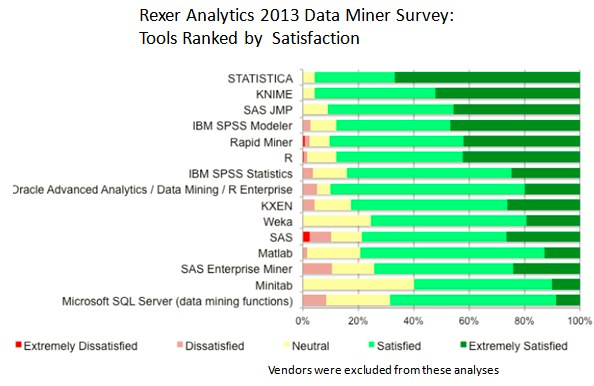 Rexer Analytics 2013 Data Miner Survey:
Tools Ranked by Satisfaction
STATISTICA
KNIME
SAS JMP
IBM SPSS Modeler
Rapid Miner
R
IBM SPSS Statistics
Oracle Advanced Analytics / Data Mining / R Enterprise
KXEN
Weka
SAS
Matlab
SAS Enterprise Miner
Minitab
Microsoft SQL Server (data mining functions)
0% 20% 40% 60% 80% 100%
Extremely Dissatisfied Dissatisfied Neutral Satisfied Extremely Satisfied
Vendors were excluded from these analyses